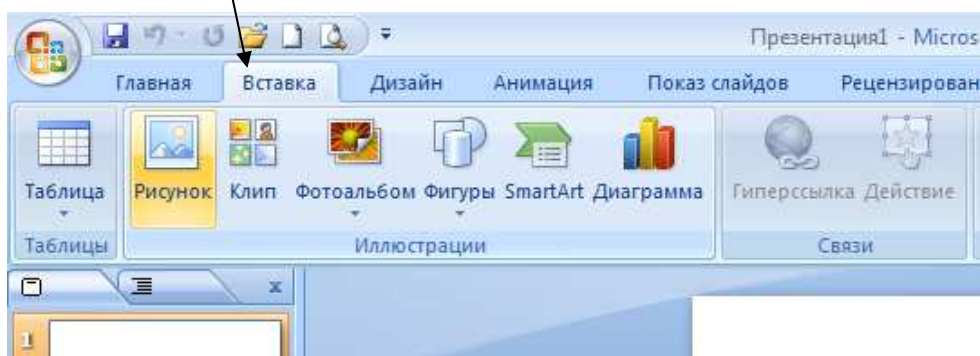 Презентация1 - Micros
Главная Вставка Дизайн Анимация Показ слайдов Рецензирован
Таблица Рисунок Клип Фотоальбом Фигуры SmartArt Диаграмма Гиперссылка Действие
Таблицы Иллюстрации Связи
1